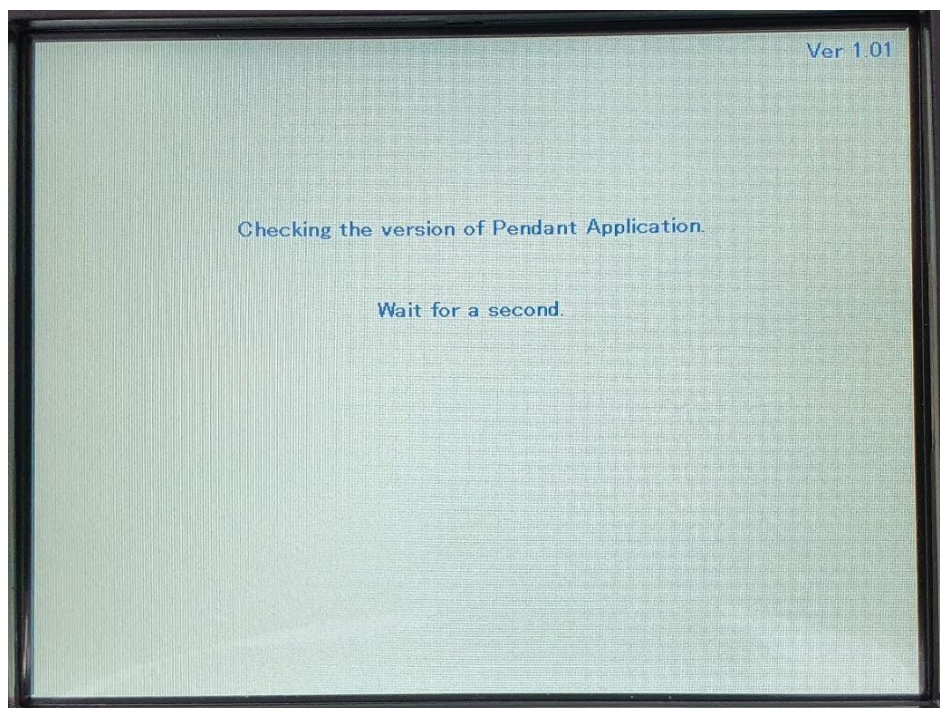 Ver 1.01
Checking the version of Pendant Application.
Wait for a second.